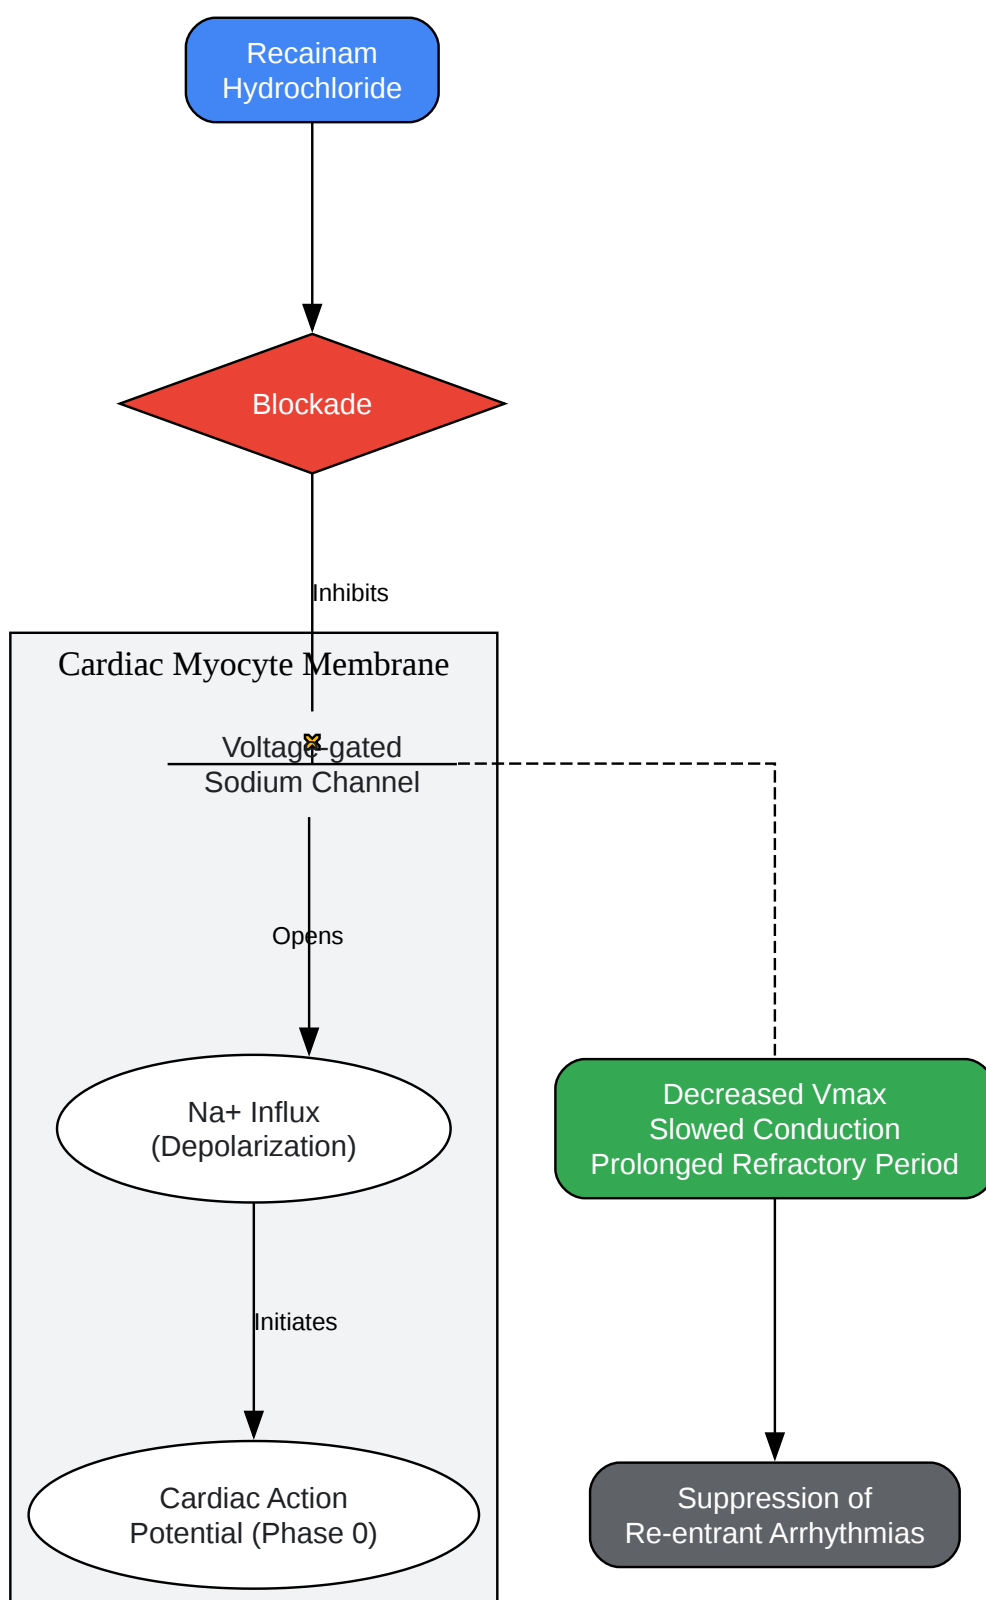 Recainam
Hydrochloride
Blockade
Inhibits
Cardiac Myocyte Membrane
Voltage-gated
Sodium Channel
Opens
Na+ Influx
(Depolarization)
Decreased Vmax
Slowed Conduction
Prolonged Refractory Period
Initiates
Cardiac Action
Potential (Phase 0)
Suppression of
Re-entrant Arrhythmias